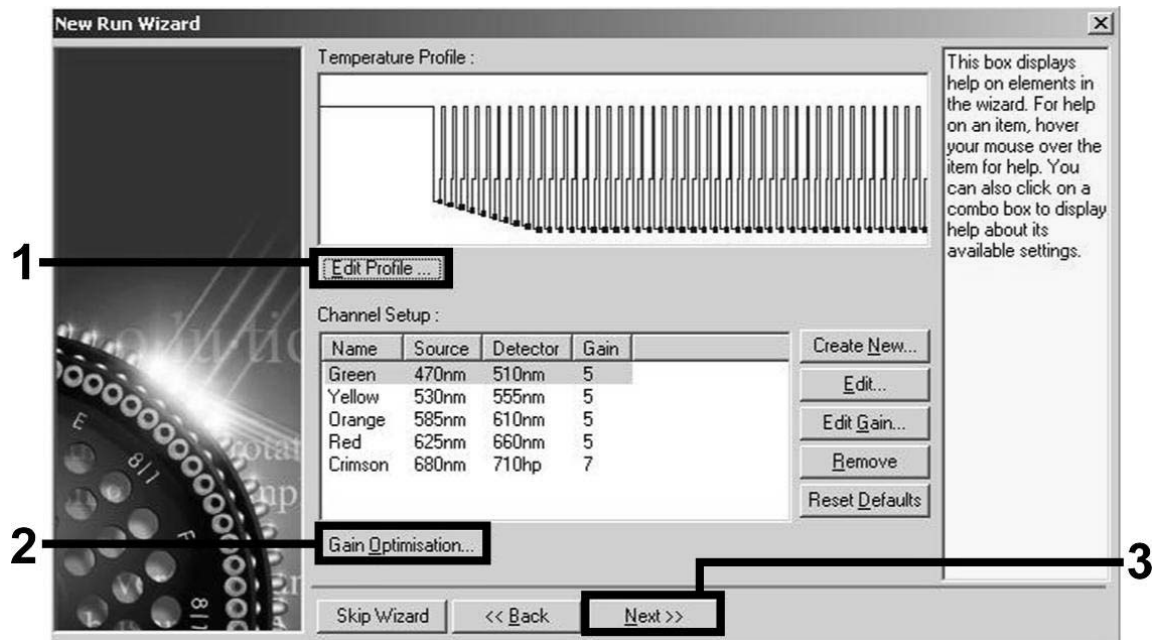 New Run Wizard
Temperature Profile :
This box displays
help on elements in
the wizard. For help
on an item, hover
your mouse over the
item for help. You
can also click on a
combo box to display
help about its
available settings.
1
Edit Profile ...
Channel Setup :
Name Source Detector Gain
Green 470nm 510nm 5
Yellow 530nm 555nm 5
Orange 585nm 610nm 5
Red 625nm 660nm 5
Crimson 680nm 710hp 7
Create New...
Edit...
Edit Gain...
Remove
Reset Defaults
2
Gain Optimisation...
3
Skip Wizard
<< Back
Next >>